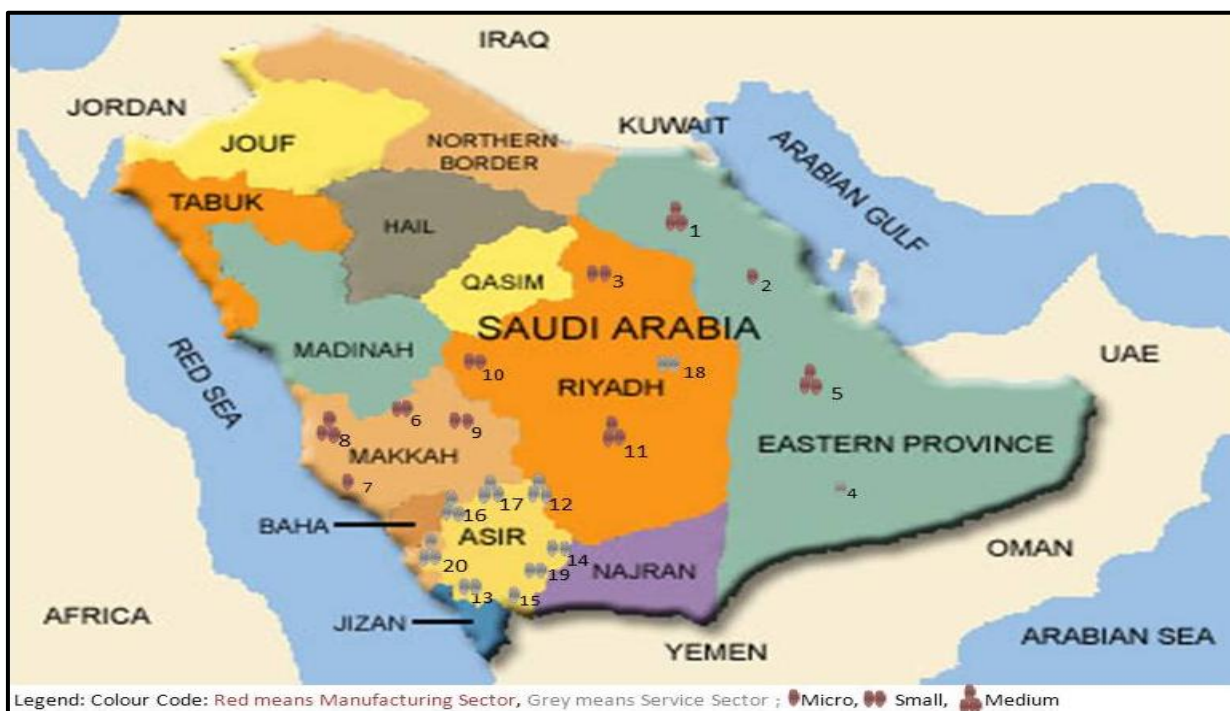 IRAQ
JORDAN
KUWAIT
JOUF
NORTHERN
BORDER
ARABIAN GULF
TABUK
HAIL
1
QASIM
3
2
SAUDI ARABIA
MADINAH
RED SEA
10
18
UAE
RIYADH
5
6
8
9
11
MAKKAH
EASTERN PROVINCE
7
4
17
12
16
BAHA
ASIR
14
OMAN
20
19
NAJRAN
13
15
AFRICA
JIZAN
YEMEN
ARABIAN SEA
Legend: Colour Code: Red means Manufacturing Sector, Grey means Service Sector ; Micro, Small, Medium